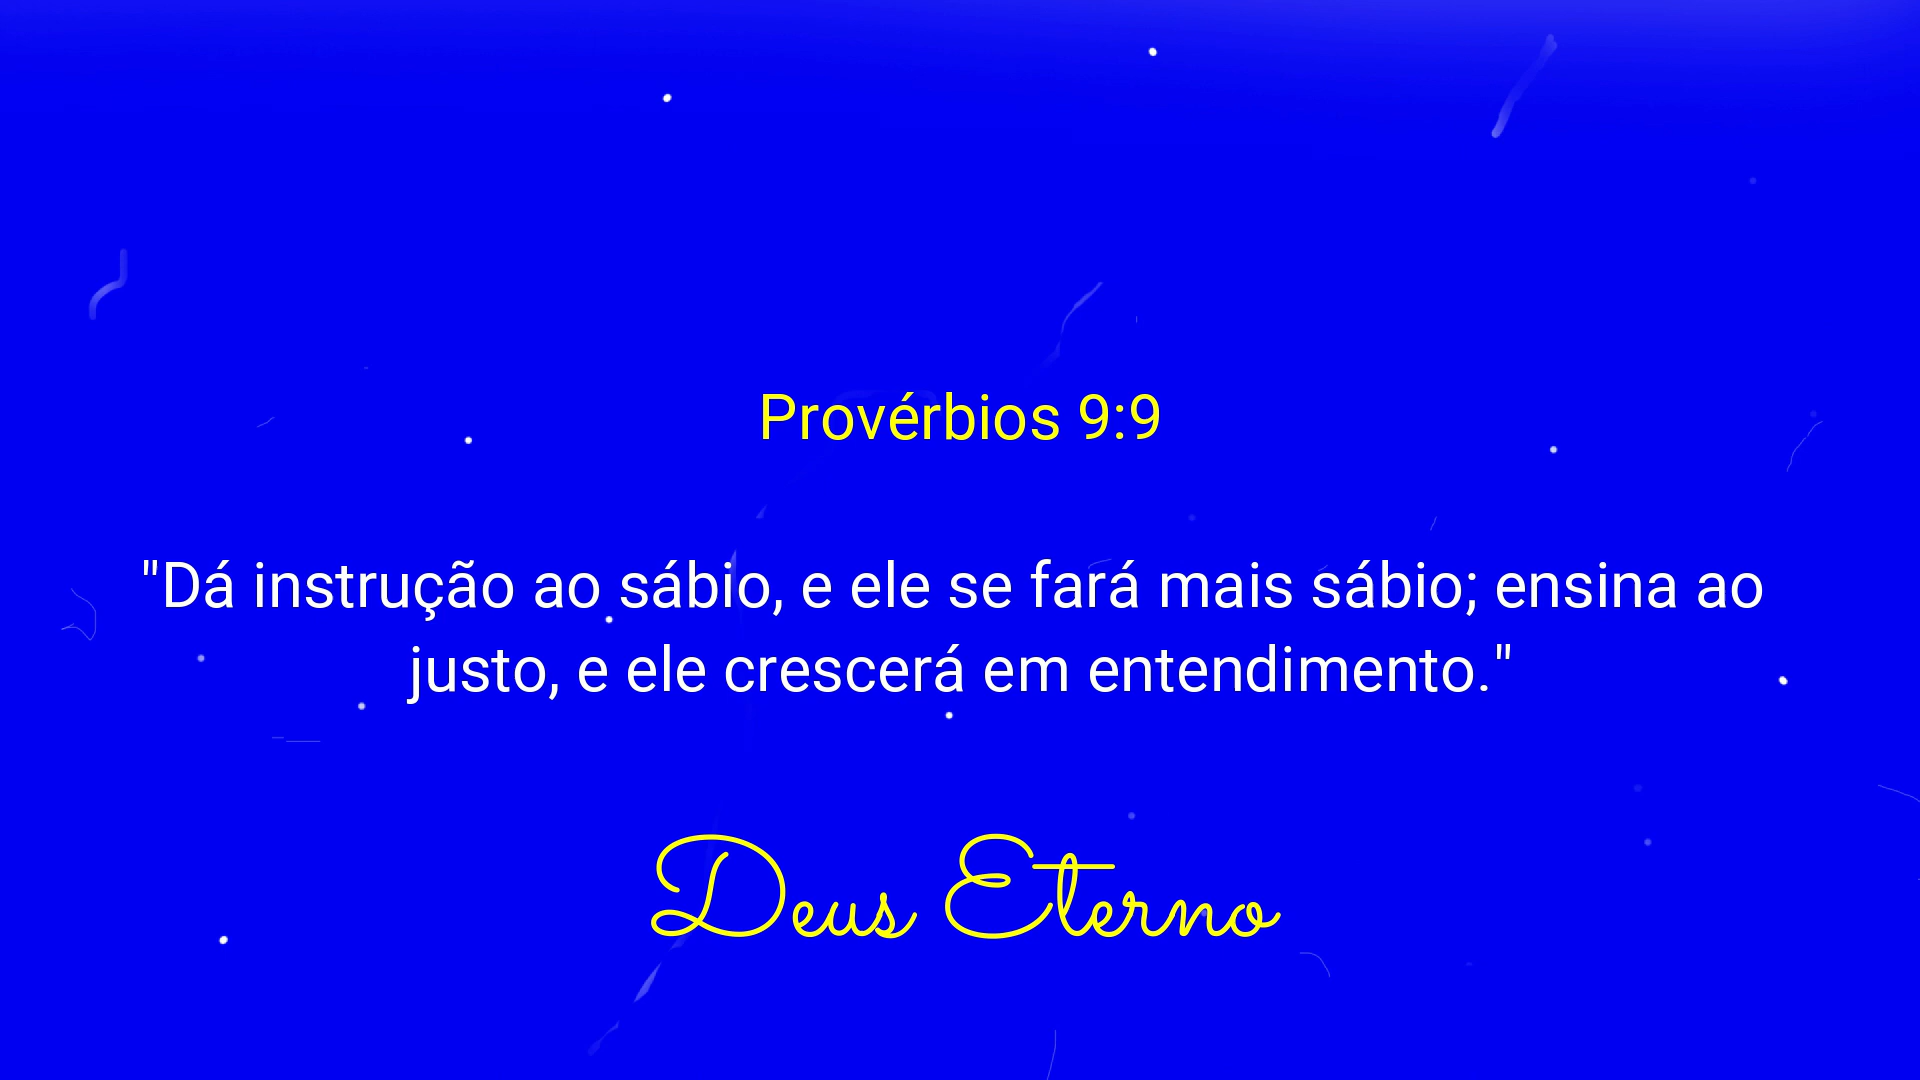 Provérbios 9:9
"Dá instrução ao sábio, e ele se fará mais sábio; ensina ao
justo, e ele crescerá em entendimento."
Deus Eterno